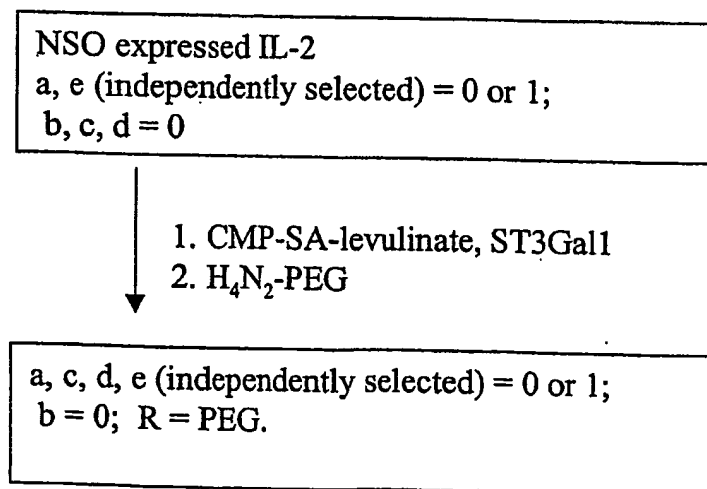 NSO expressed IL-2
a, e (independently selected) = 0 or 1;
b, c, d = 0
1. CMP-SA-levulinate, ST3Gal1
2. H₄N₂-PEG
a, c, d, e (independently selected) = 0 or 1;
b = 0; R = PEG.